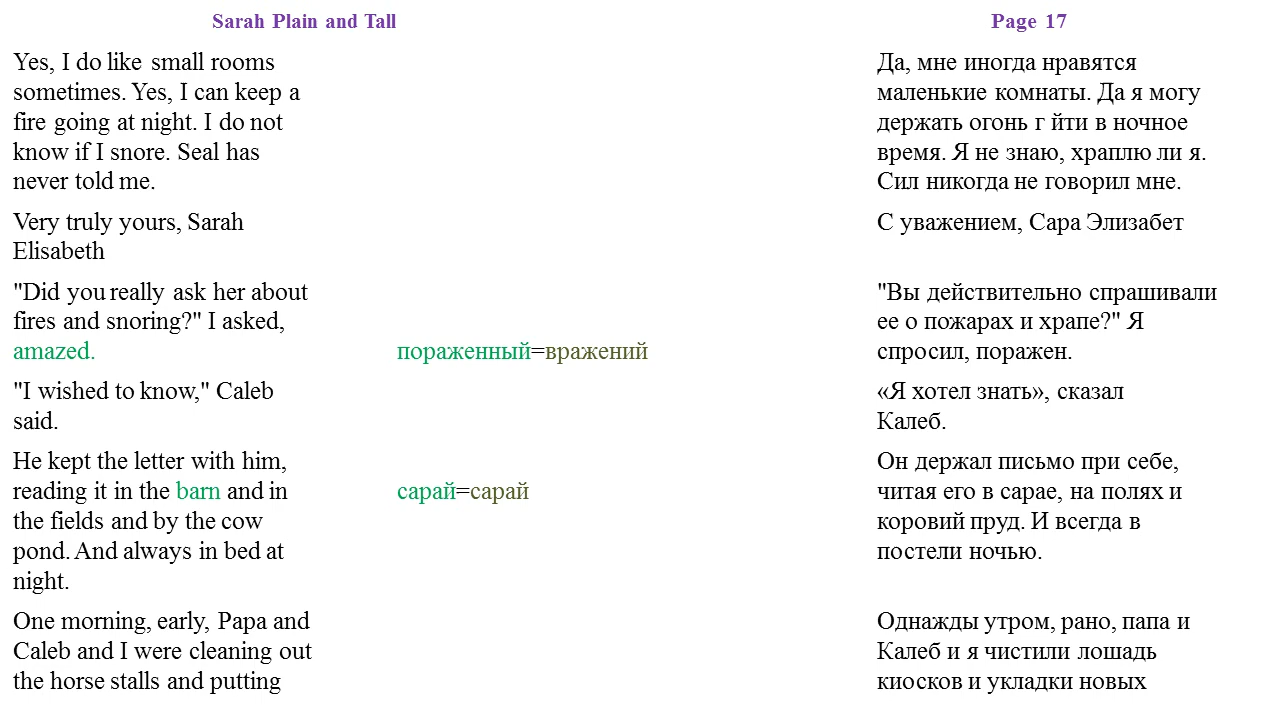 Sarah Plain and Tall
Page 17
Yes, I do like small rooms
sometimes. Yes, I can keep a
fire going at night. I do not
know if I snore. Seal has
never told me.
Да, мне иногда нравятся
маленькие комнаты. Да я могу
держать огонь г йти в ночное
время. Я не знаю, храплю ли я.
Сил никогда не говорил мне.
Very truly yours, Sarah
Elisabeth
С уважением, Сара Элизабет
"Did you really ask her about
fires and snoring?" I asked,
amazed.
пораженный=вражений
"Вы действительно спрашивали
ее о пожарах и храпе?" Я
спросил, поражен.
"I wished to know," Caleb
said.
«Я хотел знать», сказал
Калеб.
He kept the letter with him,
reading it in the barn and in
the fields and by the cow
pond. And always in bed at
night.
сарай=сарай
Он держал письмо при себе,
читая его в сарае, на полях и
коровий пруд. И всегда в
постели ночью.
One morning, early, Papa and
Caleb and I were cleaning out
the horse stalls and putting
Однажды утром, рано, папа и
Калеб и я чистили лошадь
киосков и укладки новых